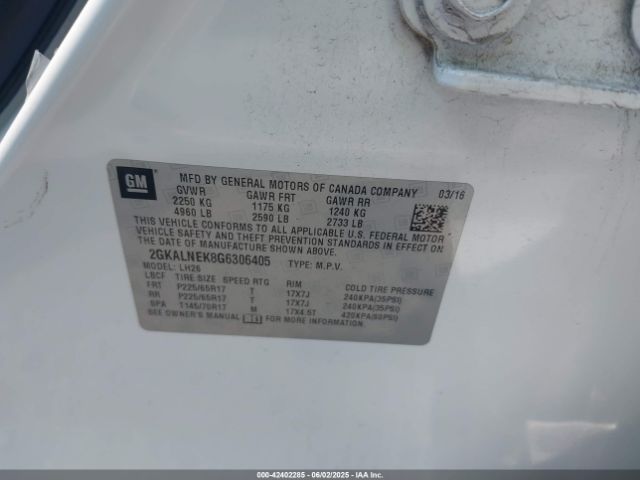 GM
MFD BY GENERAL MOTORS OF CANADA COMPANY 03/16
GVWR GAWR FRT GAWR RR
2250 KG 1175 KG 1240 KG
4960 LB 2590 LB 2733 LB
THIS VEHICLE CONFORMS TO ALL APPLICABLE U.S. FEDERAL MOTOR
VEHICLE SAFETY, BUMPER, AND THEFT PREVENTION STANDARDS IN EFFECT ON
THE DATE OF MANUFACTURE SHOWN ABOVE.
2GKALNEK8G6306405 TYPE: M.P.V.
MODEL: LH26
LBCF TIRE SIZE SPEED RTG RIM COLD TIRE PRESSURE
FRT P225/65R17 T 17X7J 240KPA(35PSI)
RR P225/65R17 T 17X7J 240KPA(35PSI)
SPA T145/70R17 M 17X4.5T 420KPA(60PSI)
SEE OWNER'S MANUAL FOR MORE INFORMATION
000-42402285 - 06/02/2025 - IAAI.com